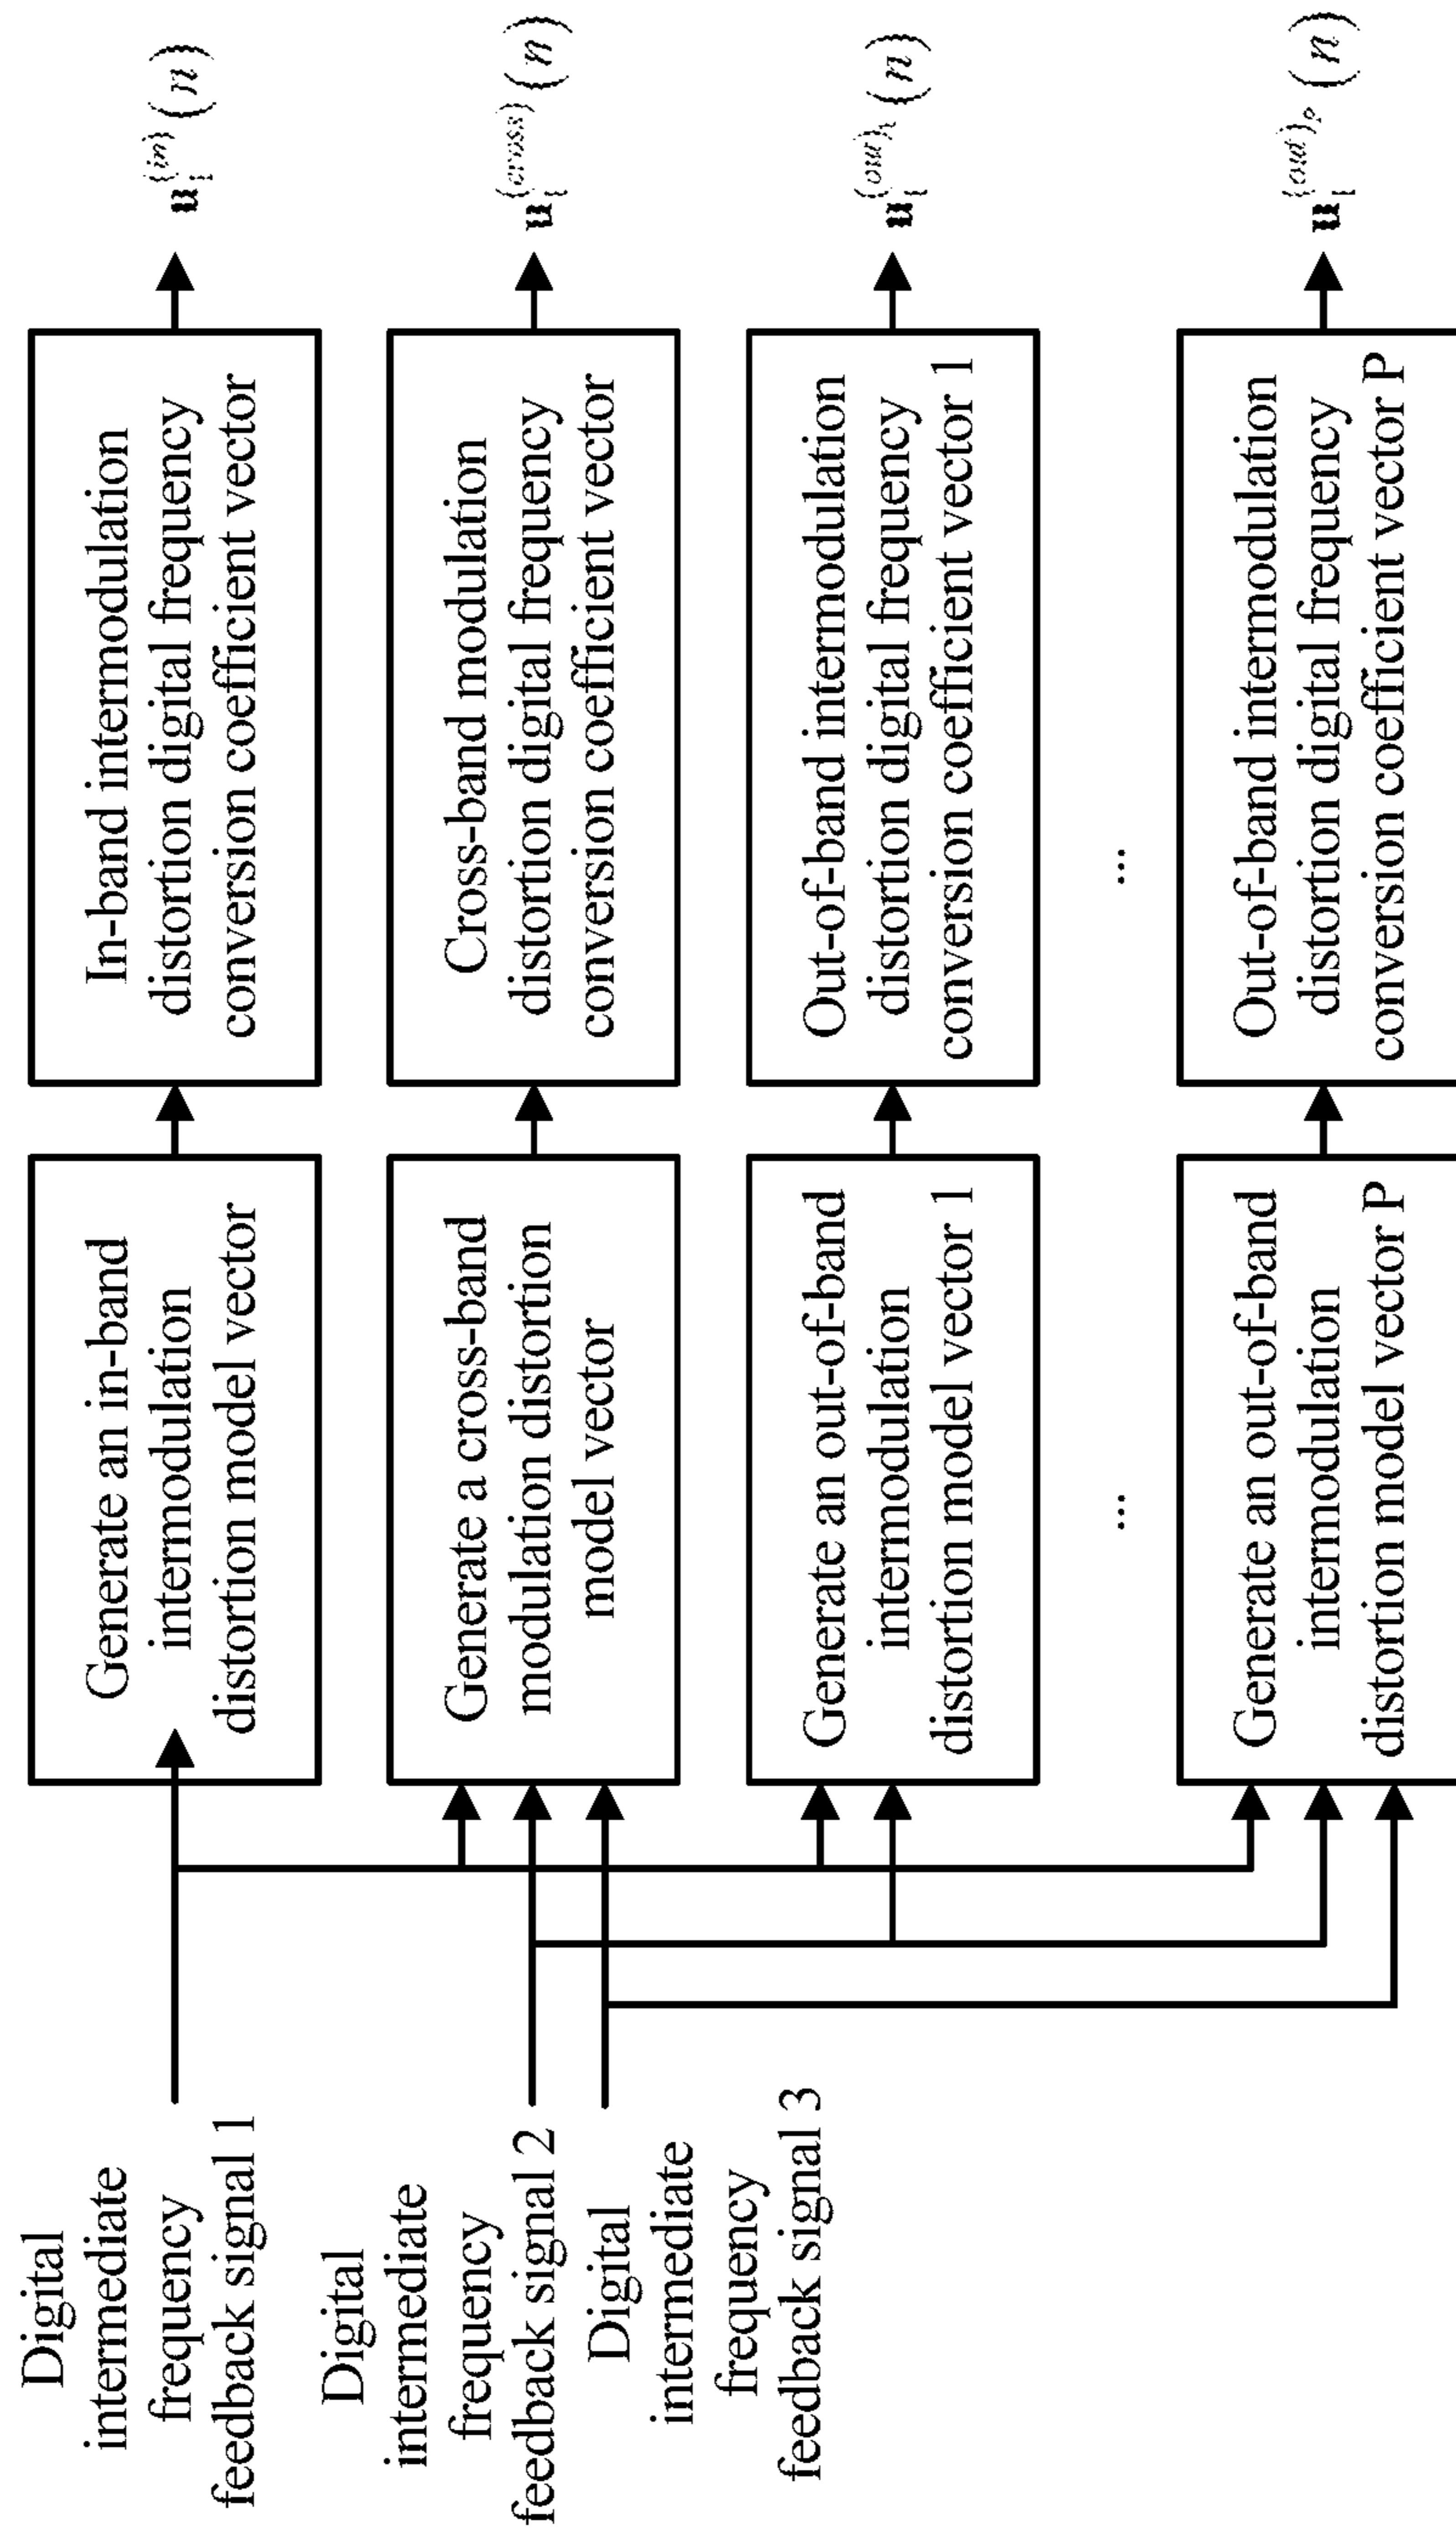 Digital
intermediate
frequency
feedback signal 1
Digital
intermediate
frequency
feedback signal 2
Digital
intermediate
frequency
feedback signal 3
Generate an in-band
intermodulation
distortion model vector
In-band intermodulation
distortion digital frequency
conversion coefficient vector
u₁^(in) (n)
Generate a cross-band
modulation distortion
model vector
Cross-band modulation
distortion digital frequency
conversion coefficient vector
u₁^(cross) (n)
Generate an out-of-band
intermodulation
distortion model vector 1
Out-of-band intermodulation
distortion digital frequency
conversion coefficient vector 1
u₁^(out)₁ (n)
...
...
Generate an out-of-band
intermodulation
distortion model vector P
Out-of-band intermodulation
distortion digital frequency
conversion coefficient vector P
u₁^(out)_P (n)